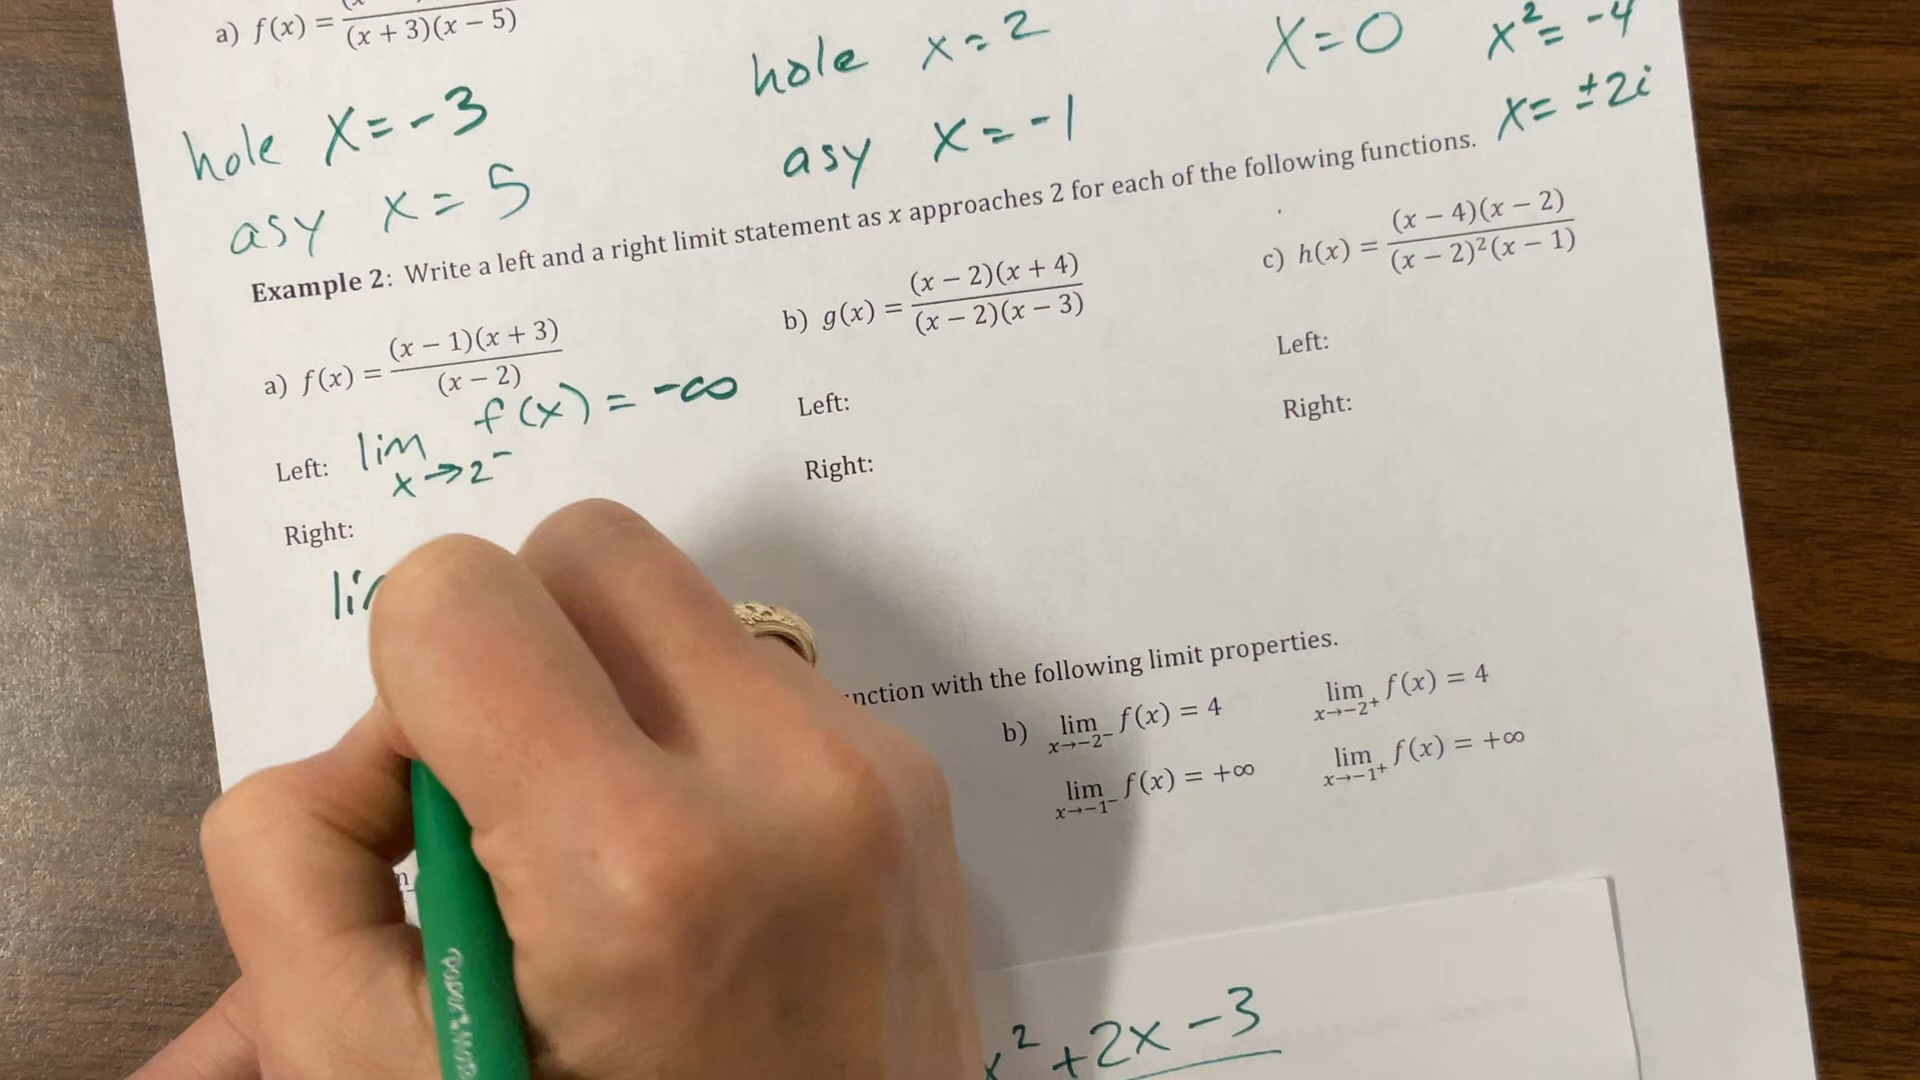 a) f(x) = / (x + 3)(x − 5)
hole x = -3
asy x = 5
hole x = 2
asy x = -1
x = 0 x² = -4
x = ±2i
Example 2: Write a left and a right limit statement as x approaches 2 for each of the following functions.
a) f(x) = (x − 1)(x + 3) / (x − 2)
Left: lim x→2⁻ f(x) = -∞
Right:
b) g(x) = (x − 2)(x + 4) / (x − 2)(x − 3)
Left:
Right:
c) h(x) = (x − 4)(x − 2) / (x − 2)²(x − 1)
Left:
Right:
nction with the following limit properties.
b) lim x→−2⁻ f(x) = 4 lim x→−2⁺ f(x) = 4
lim x→−1⁻ f(x) = +∞ lim x→−1⁺ f(x) = +∞
x² + 2x - 3